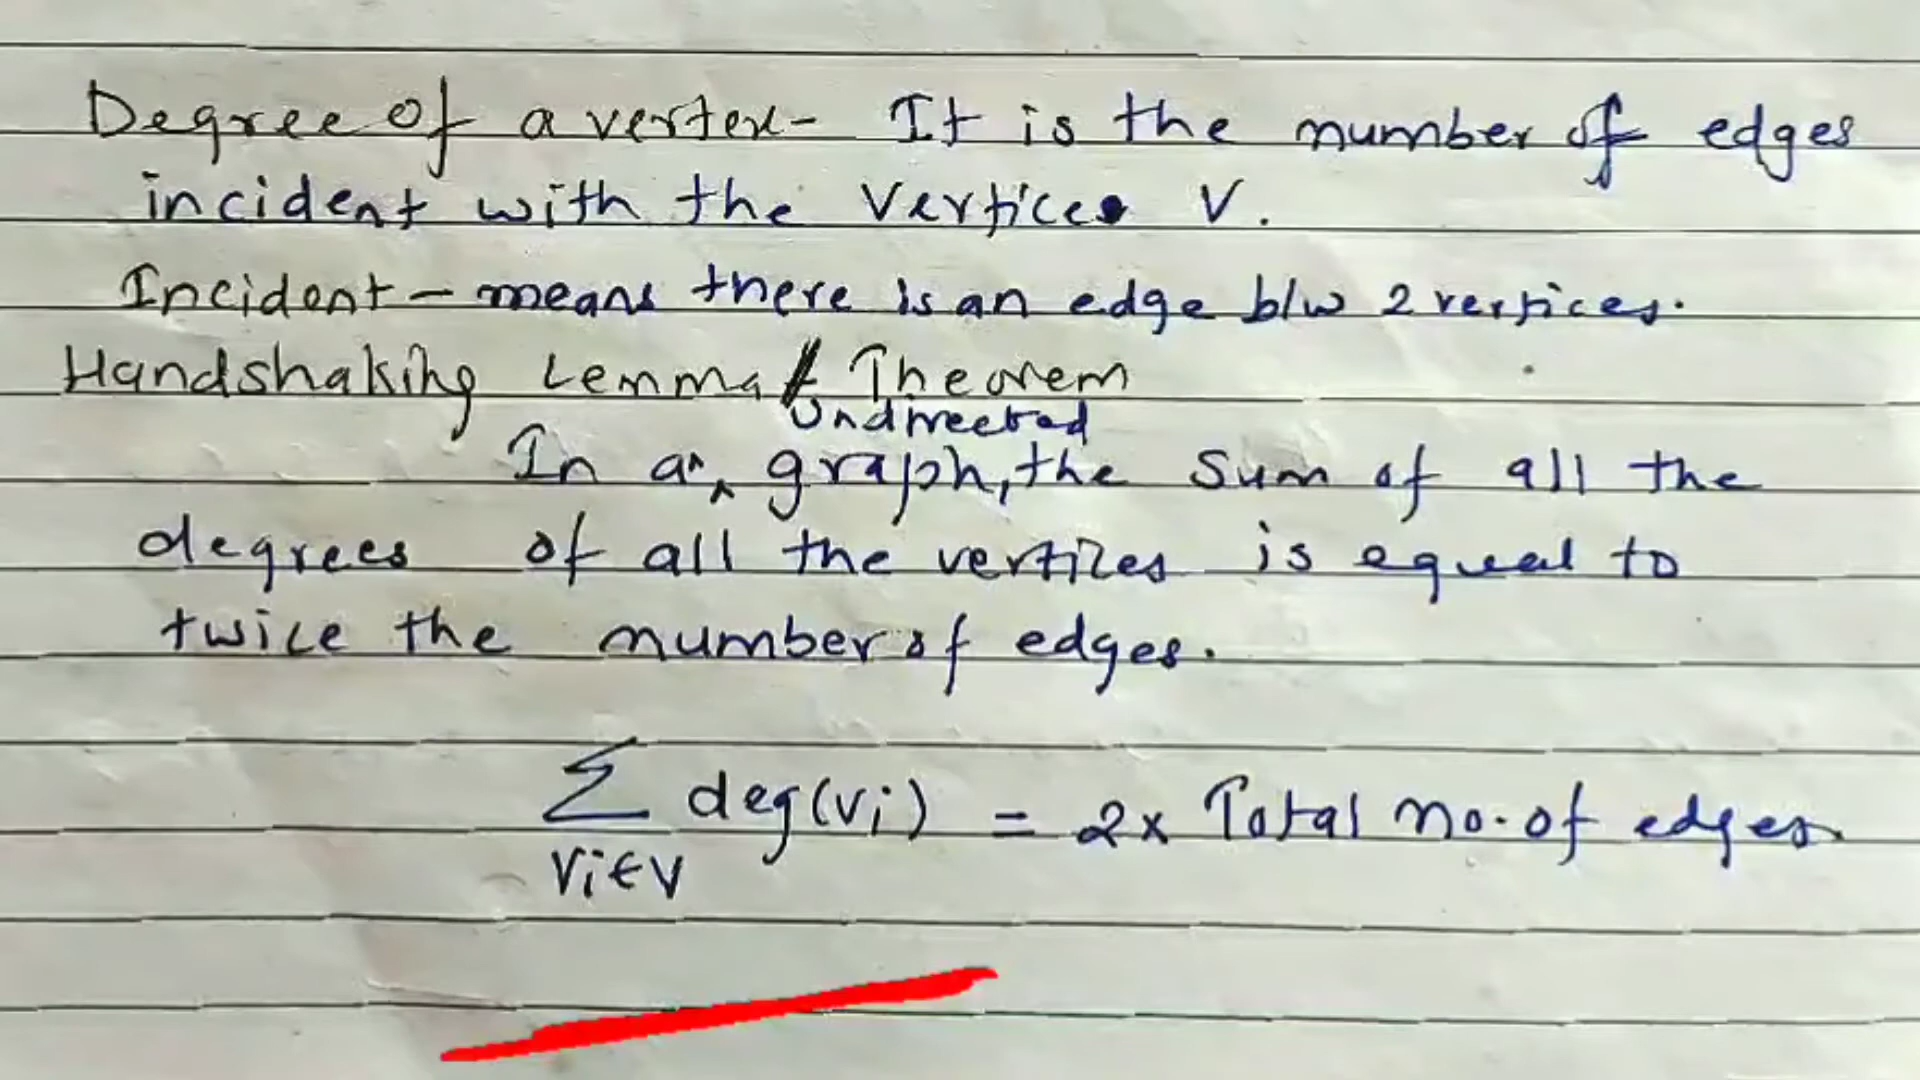 Degree of a vertex- It is the number of edges
incident with the vertices V.
Incident - means there is an edge b/w 2 vertices.
Handshaking Lemma / Theorem
Undirected
In an ^ graph, the sum of all the
degrees of all the vertices is equal to
twice the number of edges.
∑ deg(vi) = 2x Total no. of edges
Vi∈V